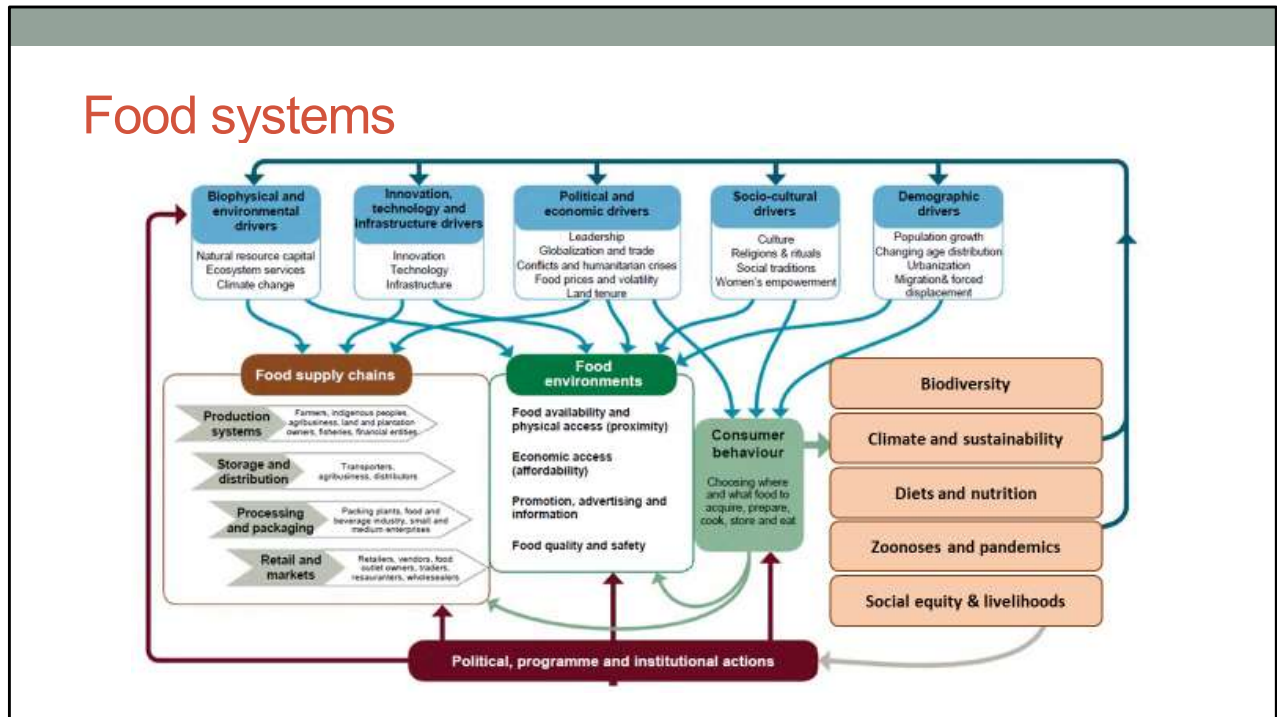 Food systems
Biophysical and
environmental
drivers
Natural resource capital
Ecosystem services
Climate change
Innovation,
technology and
infrastructure drivers
Innovation
Technology
Infrastructure
Political and
economic drivers
Leadership
Globalization and trade
Conflicts and humanitarian crises
Food prices and volatility
Land tenure
Socio-cultural
drivers
Culture
Religions & rituals
Social traditions
Women's empowerment
Demographic
drivers
Population growth
Changing age distribution
Urbanization
Migration& forced
displacement
Food supply chains
Production
systems
Farmers, indigenous peoples,
agribusiness, land and plantation
owners, fisheries, financial entities
Storage and
distribution
Transporters,
agribusiness, distributors
Processing
and packaging
Packing plants, food and
beverage industry, small and
medium enterprises
Retail and
markets
Retailers, vendors, food
outlet owners, traders,
restauranters, wholesalers
Food
environments
Food availability and
physical access (proximity)
Economic access
(affordability)
Promotion, advertising and
information
Food quality and safety
Consumer
behaviour
Choosing where
and what food to
acquire, prepare,
cook, store and eat
Biodiversity
Climate and sustainability
Diets and nutrition
Zoonoses and pandemics
Social equity & livelihoods
Political, programme and institutional actions